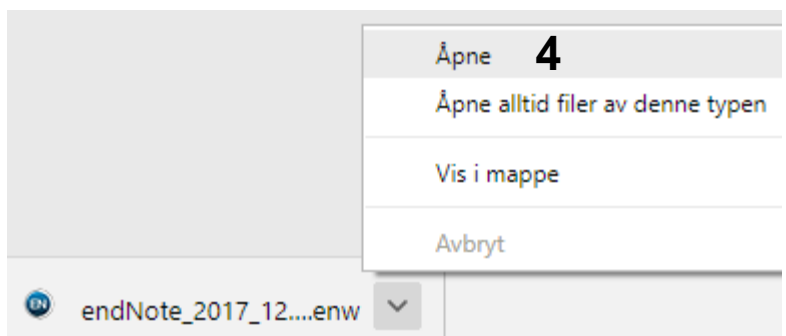 Åpne 4
Åpne alltid filer av denne typen
Vis i mappe
Avbryt
EN endNote_2017_12....enw